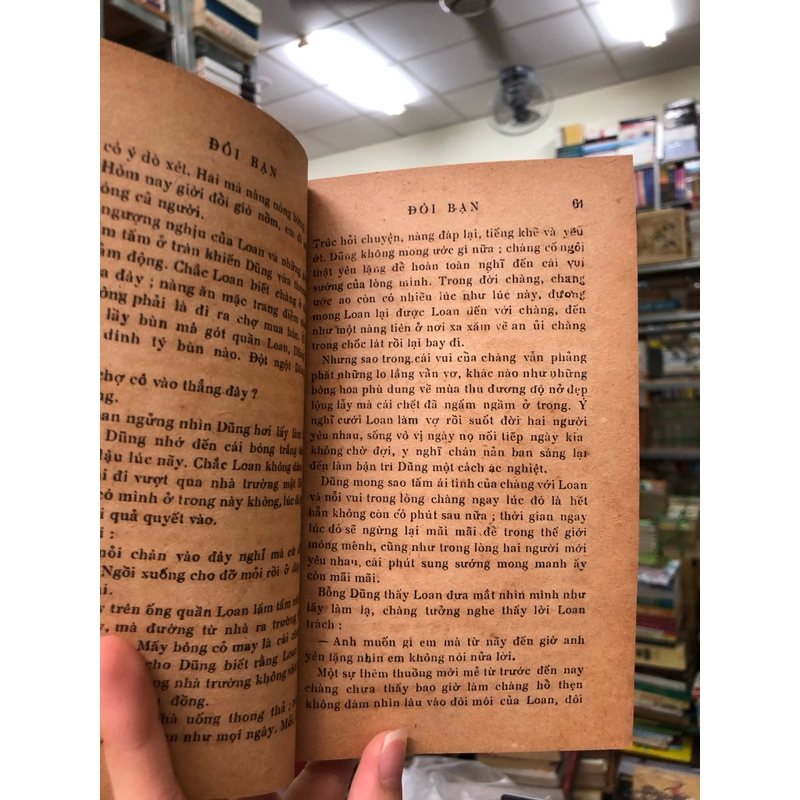 ĐÔI BẠN
có ý dò xét. Hai má nàng nóng bừng
Hôm nay giời đổi gió nồm, em đi
óng cả người.
ngượng nghịu của Loan và những
ẩm động. Chắc Loan biết chàng ở
a đây ; nàng ăn mặc trang điểm
ông phải là đi ra chợ mua bán.
lấy bùn mà gót quần Loan, Dũng
dinh tý bùn nào. Đột ngột Dũng
chợ cô vào thẳng đây ?
ng.
an ngửng nhìn Dũng hơi lấy làm
Dũng nhớ đến cái bóng trắng
lậu lúc nãy. Chắc Loan không dám
ai đi vượt qua nhà trường một
có mình ở trong này không, lúc
i quả quyết vào.
i :
mỏi chân vào đây nghỉ mà cứ
Ngồi xuống cho đỡ mỏi rồi ở
y trên ống quần Loan lấm tấm
y, mà đường từ nhà ra trường
Mấy bông cỏ may là cái
cho Dũng biết rằng Loan
ng nhà trường không vào
đồng.
hà uống thong thả ;
n như mọi ngày. Mỗi
ĐÔI BẠN 61
Trúc hỏi chuyện, nàng đáp lại, tiếng khẽ và yếu
ớt. Dũng không mong ước gì nữa ; chàng cố ngồi
thật yên lặng để hoàn toàn nghĩ đến cái vui
sướng của lòng mình. Trong đời chàng, chàng
ước ao còn có nhiều lúc như lúc này, đương
mong Loan lại được Loan đến với chàng, đến
như một nàng tiên ở nơi xa xăm về an ủi chàng
trong chốc lát rồi lại bay đi.
Nhưng sao trong cái vui của chàng vẫn phảng
phất những lo lắng vẩn vơ, khác nào như những
bông hoa phù dung về mùa thu đương độ nở đẹp
lộng lẫy mà cái chết đã ngấm ngầm ở trong. Ý
nghĩ cưới Loan làm vợ rồi suốt đời hai người
yêu nhau, sống vô vị ngày nọ nối tiếp ngày kia
không chờ đợi, ý nghĩ chán nản ban sáng lại
đến làm bận trí Dũng một cách ác nghiệt.
Dũng mong sao tấm ái tình của chàng với Loan
và nỗi vui trong lòng chàng ngay lúc đó là hết
hẳn không còn có phút sau nữa ; thời gian ngay
lúc đó sẽ ngừng lại mãi mãi để trong thế giới
mông mênh, cũng như trong lòng hai người mới
yêu nhau, cái phút sung sướng mong manh ấy
còn mãi mãi.
Bỗng Dũng thấy Loan đưa mắt nhìn mình như
lấy làm lạ, chàng tưởng nghe thấy lời Loan
trách :
— Anh muốn gì em mà từ nãy đến giờ anh
yên lặng nhìn em không nói nửa lời.
Một sự thèm thuồng mới mẻ từ trước đến nay
chàng chưa thấy bao giờ làm chàng hổ thẹn
không dám nhìn lâu vào đôi môi của Loan, đôi